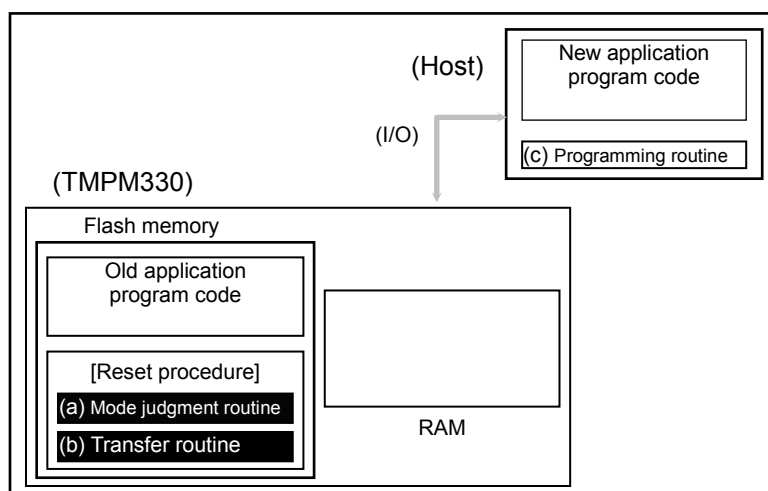 (Host)
New application
program code
(I/O)
(c) Programming routine
(TMPM330)
Flash memory
Old application
program code
[Reset procedure]
(a) Mode judgment routine
(b) Transfer routine
RAM